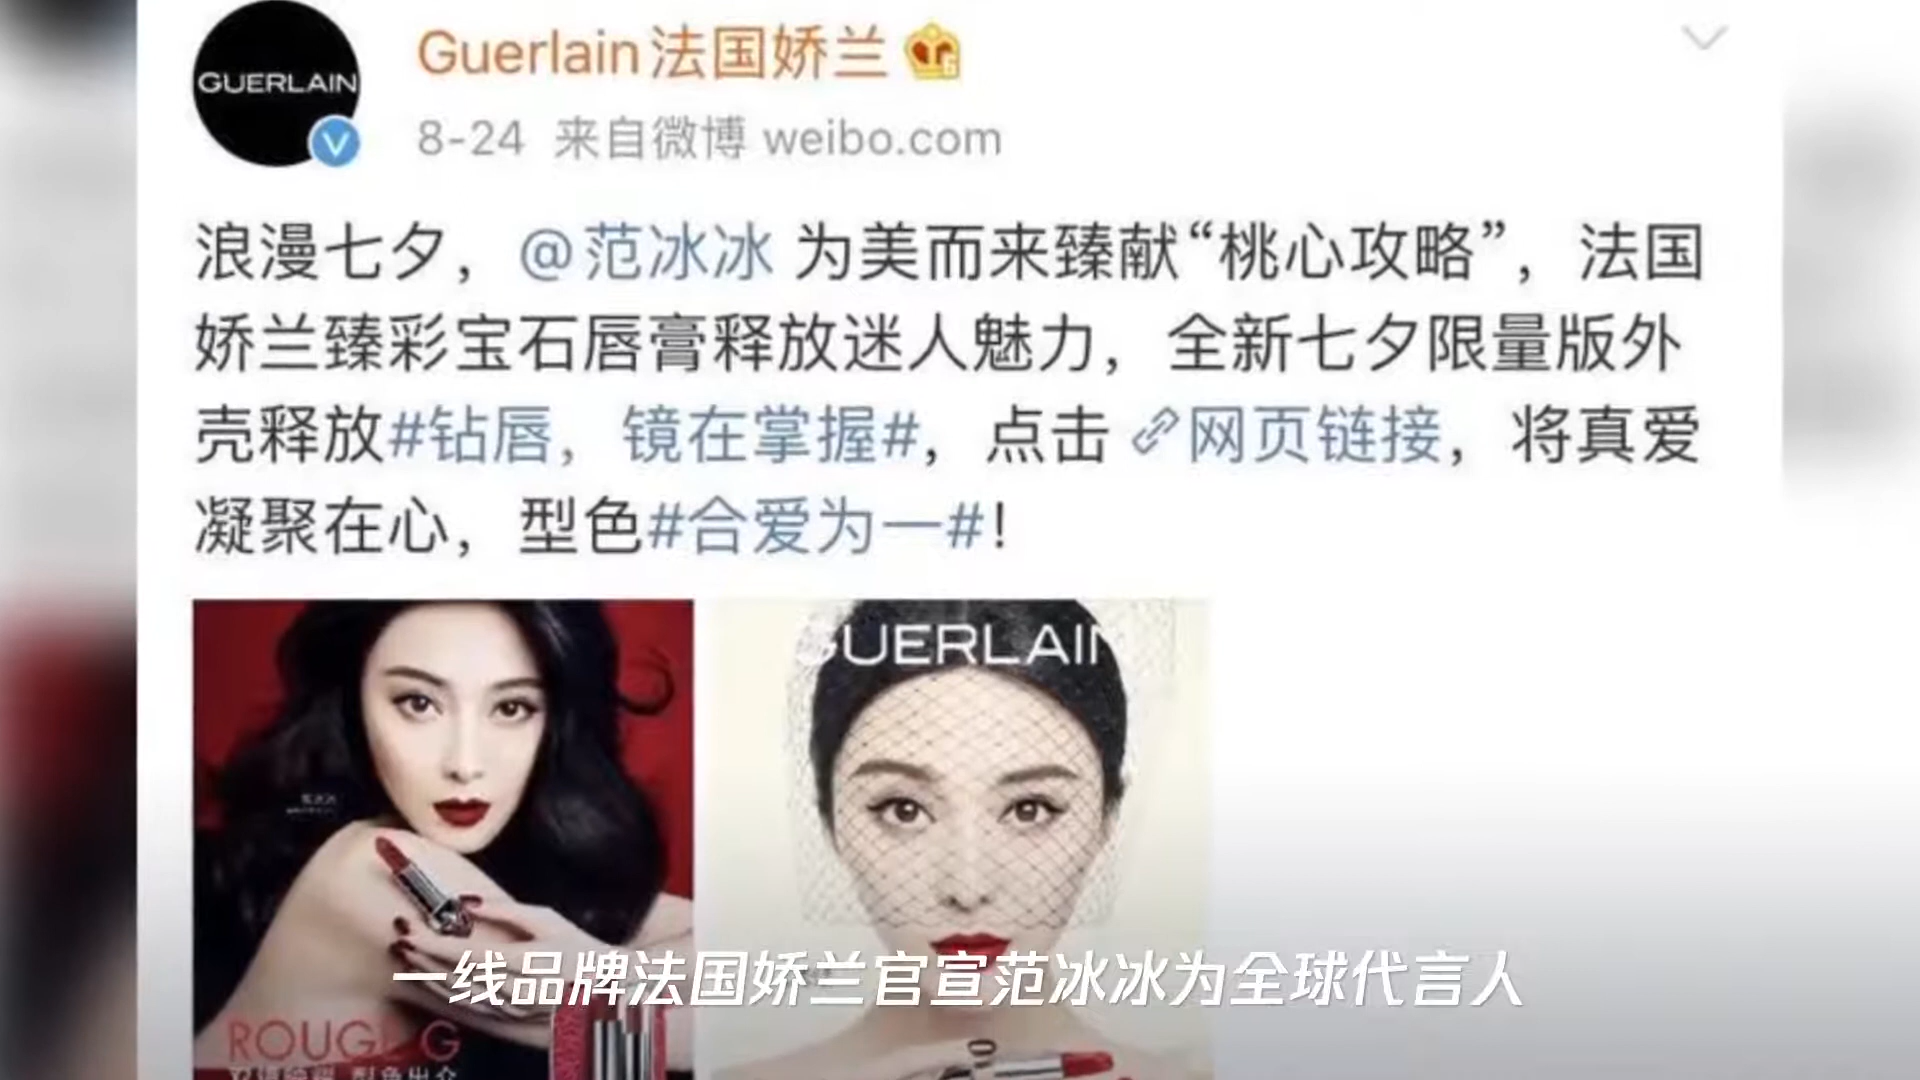 GUERLAIN
Guerlain法国娇兰
8-24 来自微博 weibo.com
浪漫七夕，@范冰冰 为美而来臻献“桃心攻略”，法国
娇兰臻彩宝石唇膏释放迷人魅力，全新七夕限量版外
壳释放#钻唇，镜在掌握#，点击 网页链接，将真爱
凝聚在心，型色#合爱为一#！
GUERLAIN
一线品牌法国娇兰官宣范冰冰为全球代言人
ROUGE G